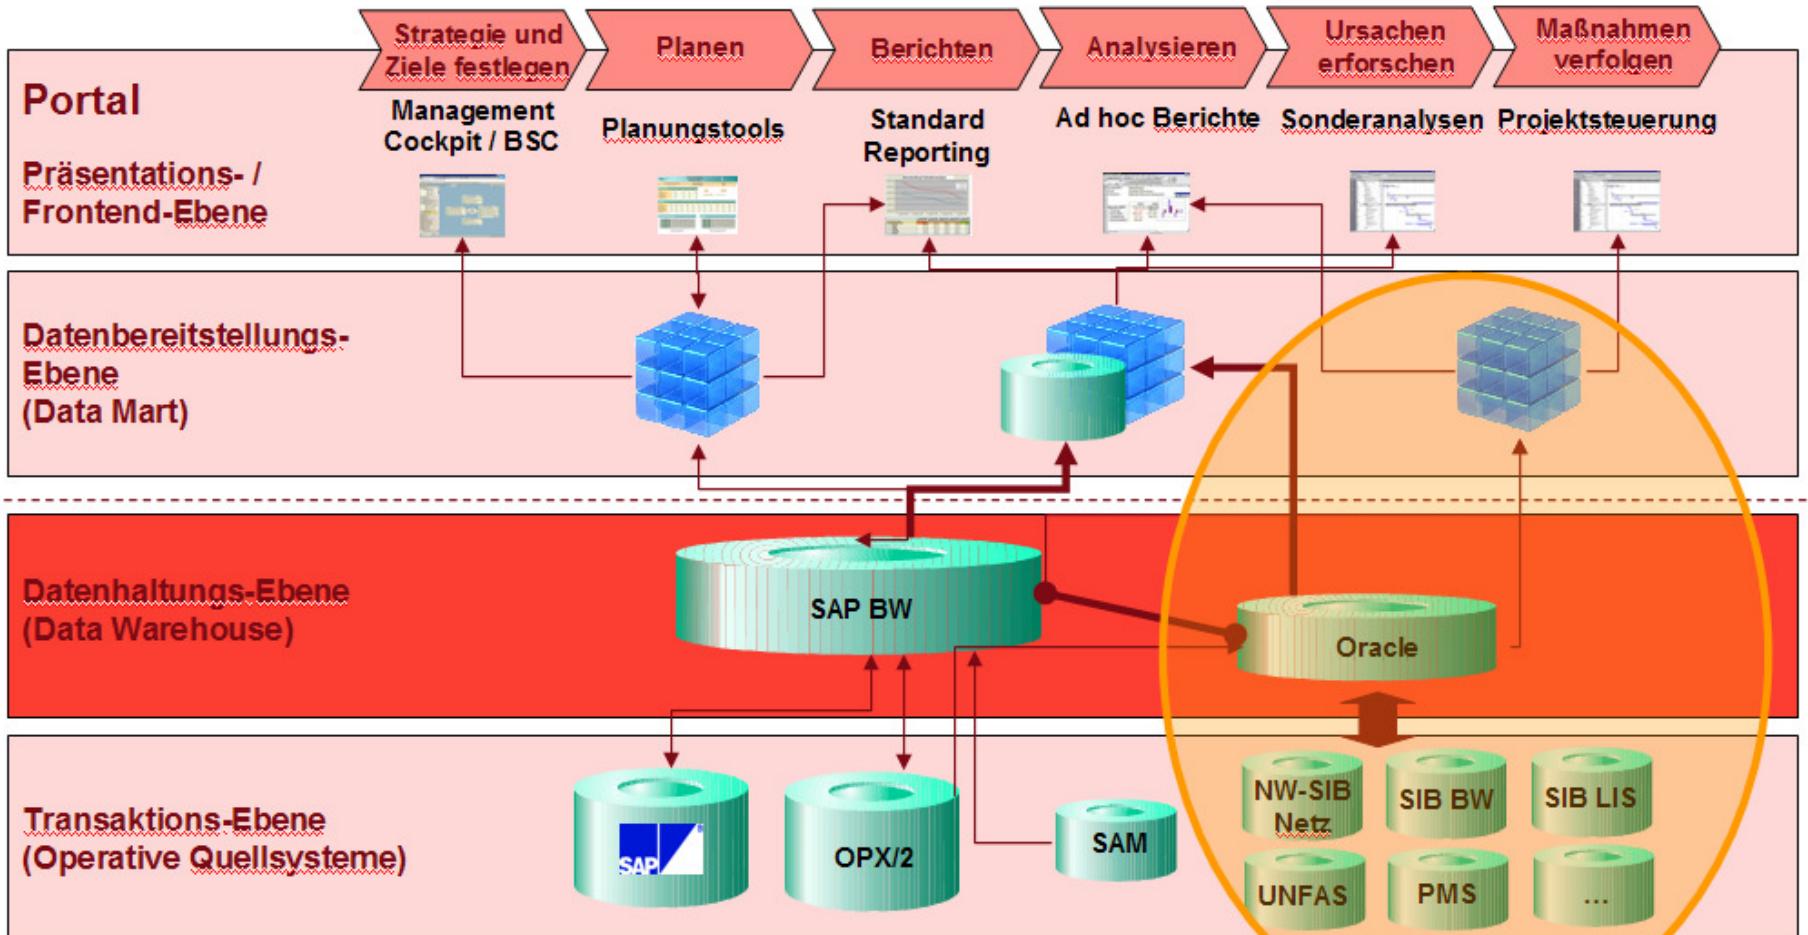 Strategie und
Ziele festlegen
Planen
Berichten
Analysieren
Ursachen
erforschen
Maßnahmen
verfolgen
Portal
Präsentations- /
Frontend-Ebene
Management
Cockpit / BSC
Planungstools
Standard
Reporting
Ad hoc Berichte
Sonderanalysen
Projektsteuerung
Datenbereitstellungs-
Ebene
(Data Mart)
Datenhaltungs-Ebene
(Data Warehouse)
SAP BW
Oracle
Transaktions-Ebene
(Operative Quellsysteme)
SAP
OPX/2
SAM
NW-SIB
Netz
SIB BW
SIB LIS
UNFAS
PMS
...